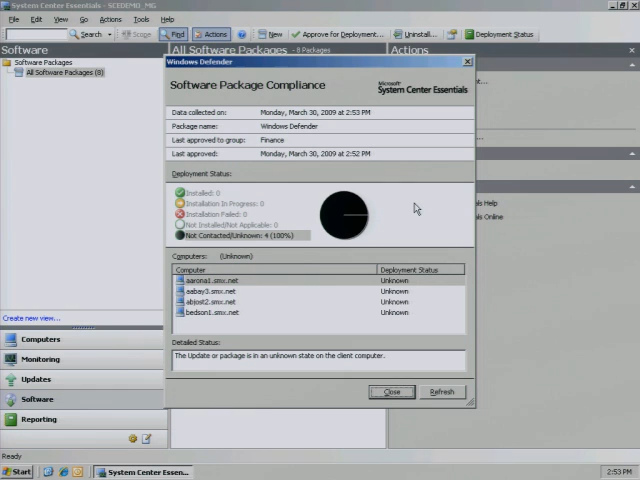 System Center Essentials - SCEDEMO_MG
File Edit View Go Actions Tools Help
Search Scope Find Actions New Approve for Deployment... Uninstall... Deployment Status
Software
All Software Packages - 8 Packages
Actions
Software Packages
All Software Packages (8)
Windows Defender
Software Package Compliance
Microsoft
System Center Essentials
Data collected on: Monday, March 30, 2009 at 2:53 PM
Package name: Windows Defender
Last approved to group: Finance
Last approved: Monday, March 30, 2009 at 2:52 PM
Deployment Status:
Installed: 0
Installation In Progress: 0
Installation Failed: 0
Not Installed/Not Applicable: 0
Not Contacted/Unknown: 4 (100%)
Computers: (Unknown)
Computer Deployment Status
aarona1.smx.net Unknown
aabay3.smx.net Unknown
abjost2.smx.net Unknown
bedson1.smx.net Unknown
Detailed Status:
The Update or package is in an unknown state on the client computer.
Close Refresh
als Help
als Online
Create new view...
Computers
Monitoring
Updates
Software
Reporting
Ready
Start
System Center Essen...
2:53 PM